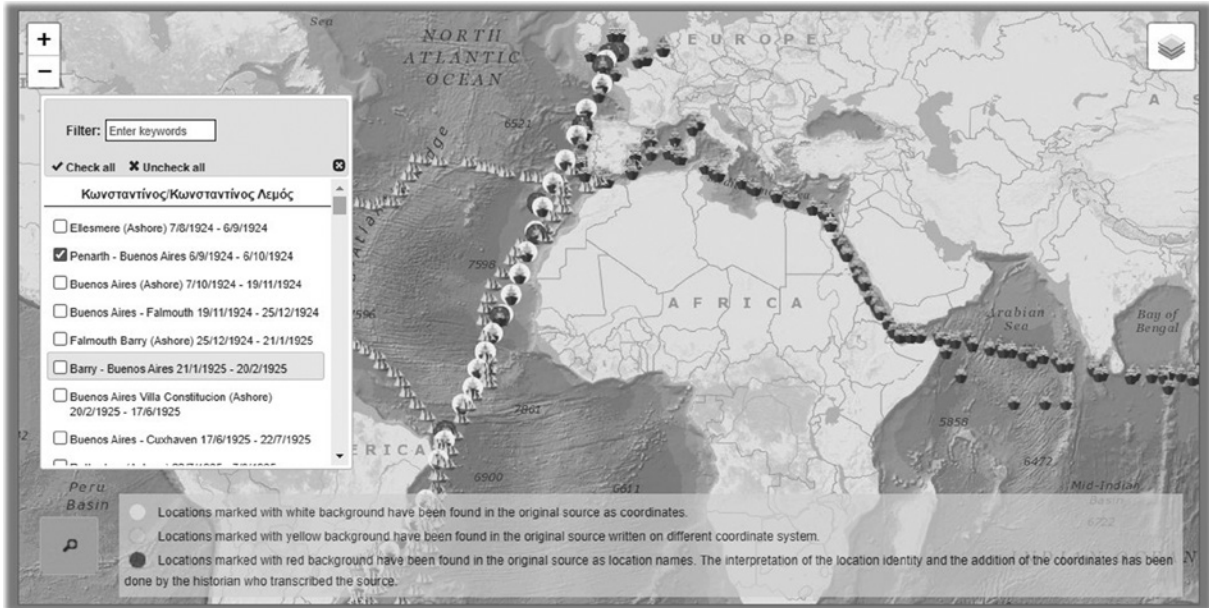 +
−
Sea
NORTH
ATLANTIC
OCEAN
EUROPE
A S
6521
Filter: Enter keywords
✓ Check all ✖ Uncheck all
Κωνσταντίνος/Κωνσταντίνος Λεμός
Ellesmere (Ashore) 7/8/1924 - 6/9/1924
Penarth - Buenos Aires 6/9/1924 - 6/10/1924
Buenos Aires (Ashore) 7/10/1924 - 19/11/1924
Buenos Aires - Falmouth 19/11/1924 - 25/12/1924
Falmouth Barry (Ashore) 25/12/1924 - 21/1/1925
Barry - Buenos Aires 21/1/1925 - 20/2/1925
Buenos Aires Villa Constitucion (Ashore)
20/2/1925 - 17/6/1925
Buenos Aires - Cuxhaven 17/6/1925 - 22/7/1925
7598
7596
AFRICA
Arabian
Sea
Bay of
Bengal
7861
5858
ERICA
6900
6611
6472
Peru
Basin
Mid-Indian
Basin
6702
Locations marked with white background have been found in the original source as coordinates.
Locations marked with yellow background have been found in the original source written on different coordinate system.
Locations marked with red background have been found in the original source as location names. The interpretation of the location identity and the addition of the coordinates has been
done by the historian who transcribed the source.